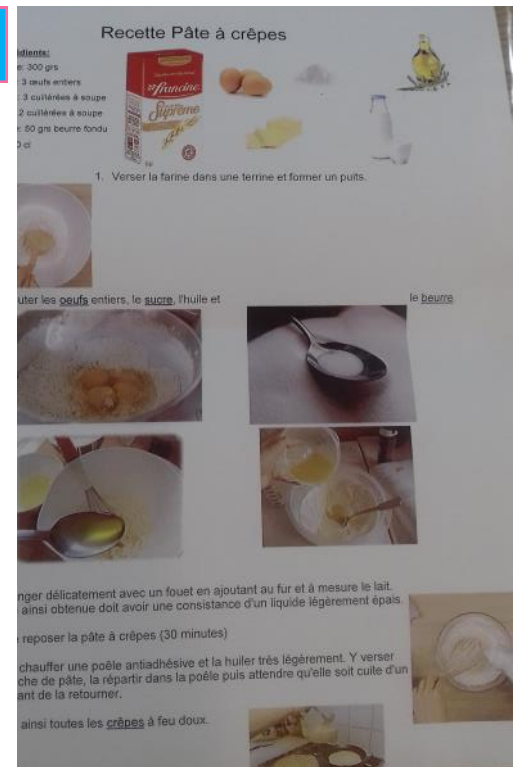 Recette Pâte à crêpes
dients:
e: 300 grs
: 3 œufs entiers
: 3 cuillérées à soupe
2 cuillérées à soupe
e: 50 grs beurre fondu
0 cl
francine
Suprême
1. Verser la farine dans une terrine et former un puits.
uter les oeufs entiers, le sucre, l'huile et le beurre
nger délicatement avec un fouet en ajoutant au fur et à mesure le lait.
ainsi obtenue doit avoir une consistance d'un liquide légèrement épais.
reposer la pâte à crêpes (30 minutes)
chauffer une poêle antiadhésive et la huiler très légèrement. Y verser
che de pâte, la répartir dans la poêle puis attendre qu'elle soit cuite d'un
ant de la retourner.
ainsi toutes les crêpes à feu doux.